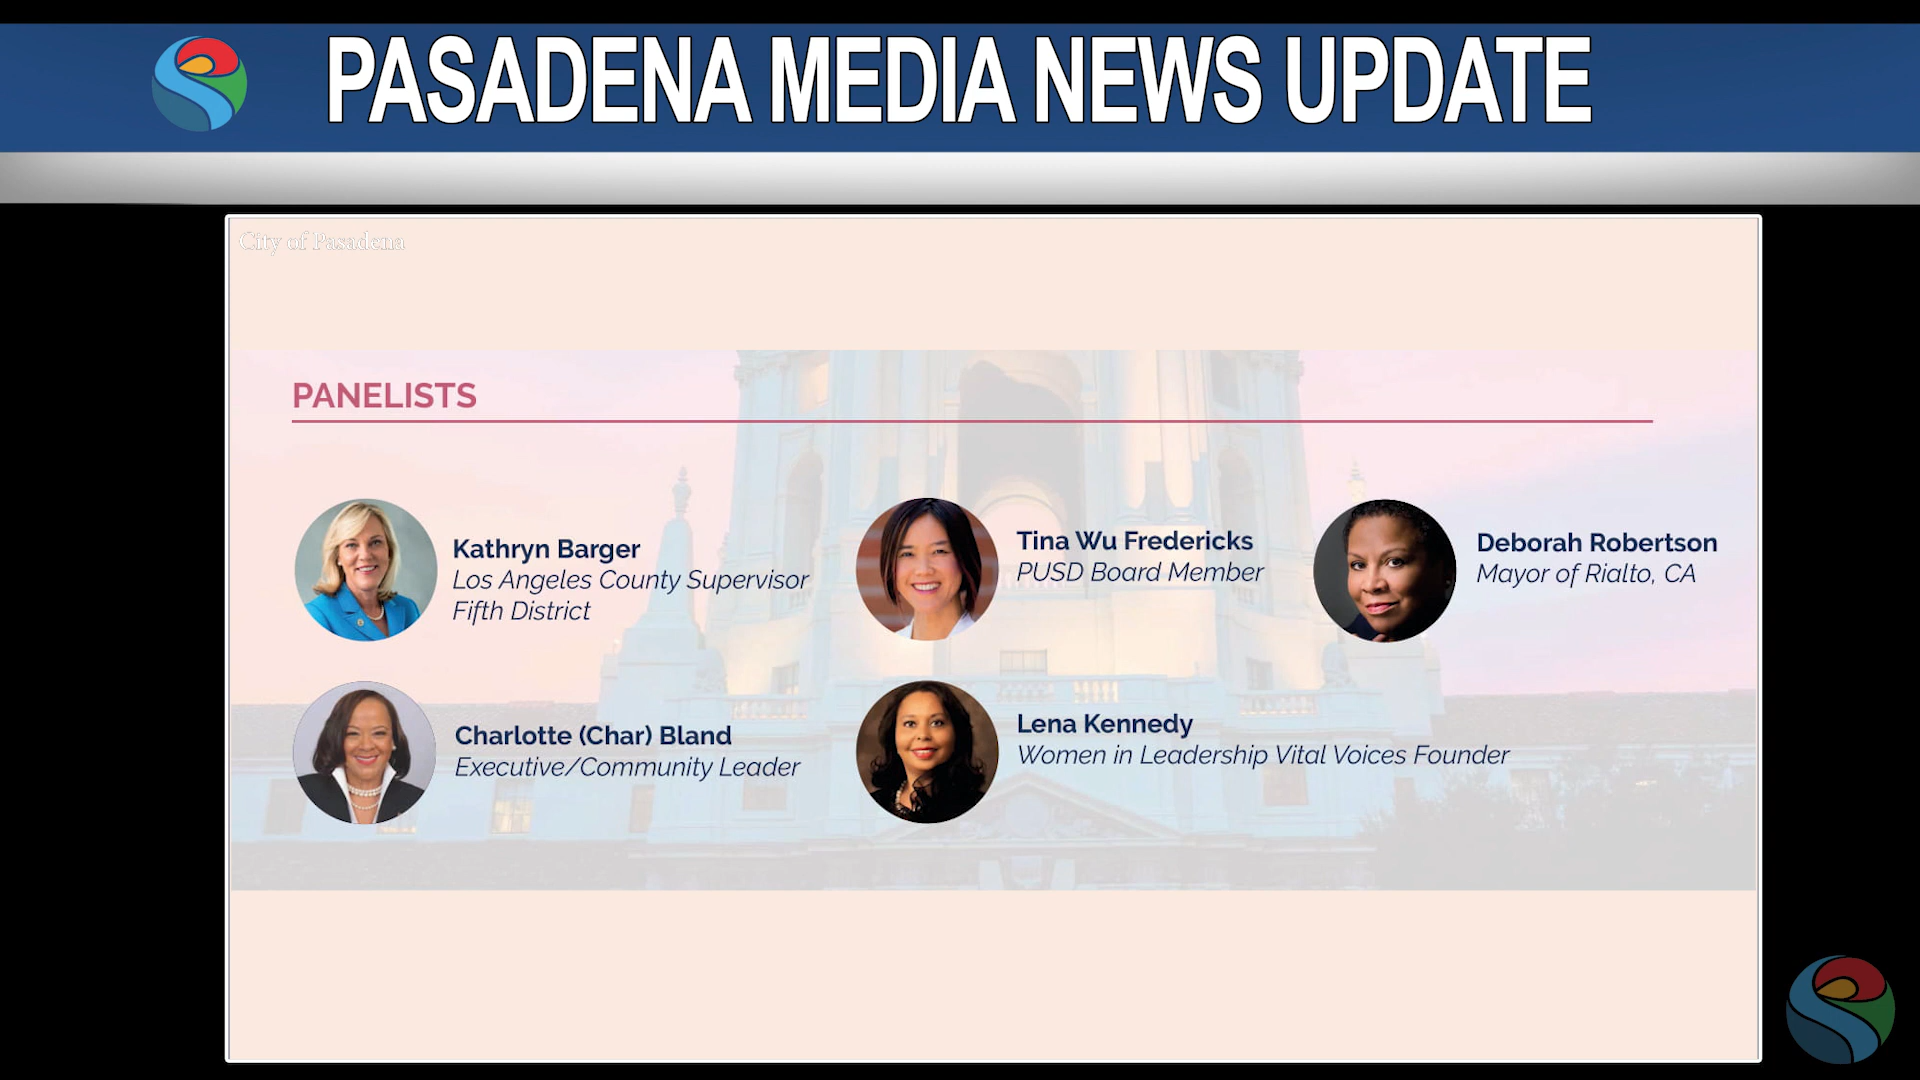 PASADENA MEDIA NEWS UPDATE
City of Pasadena
PANELISTS
Kathryn Barger
Los Angeles County Supervisor
Fifth District
Tina Wu Fredericks
PUSD Board Member
Deborah Robertson
Mayor of Rialto, CA
Charlotte (Char) Bland
Executive/Community Leader
Lena Kennedy
Women in Leadership Vital Voices Founder